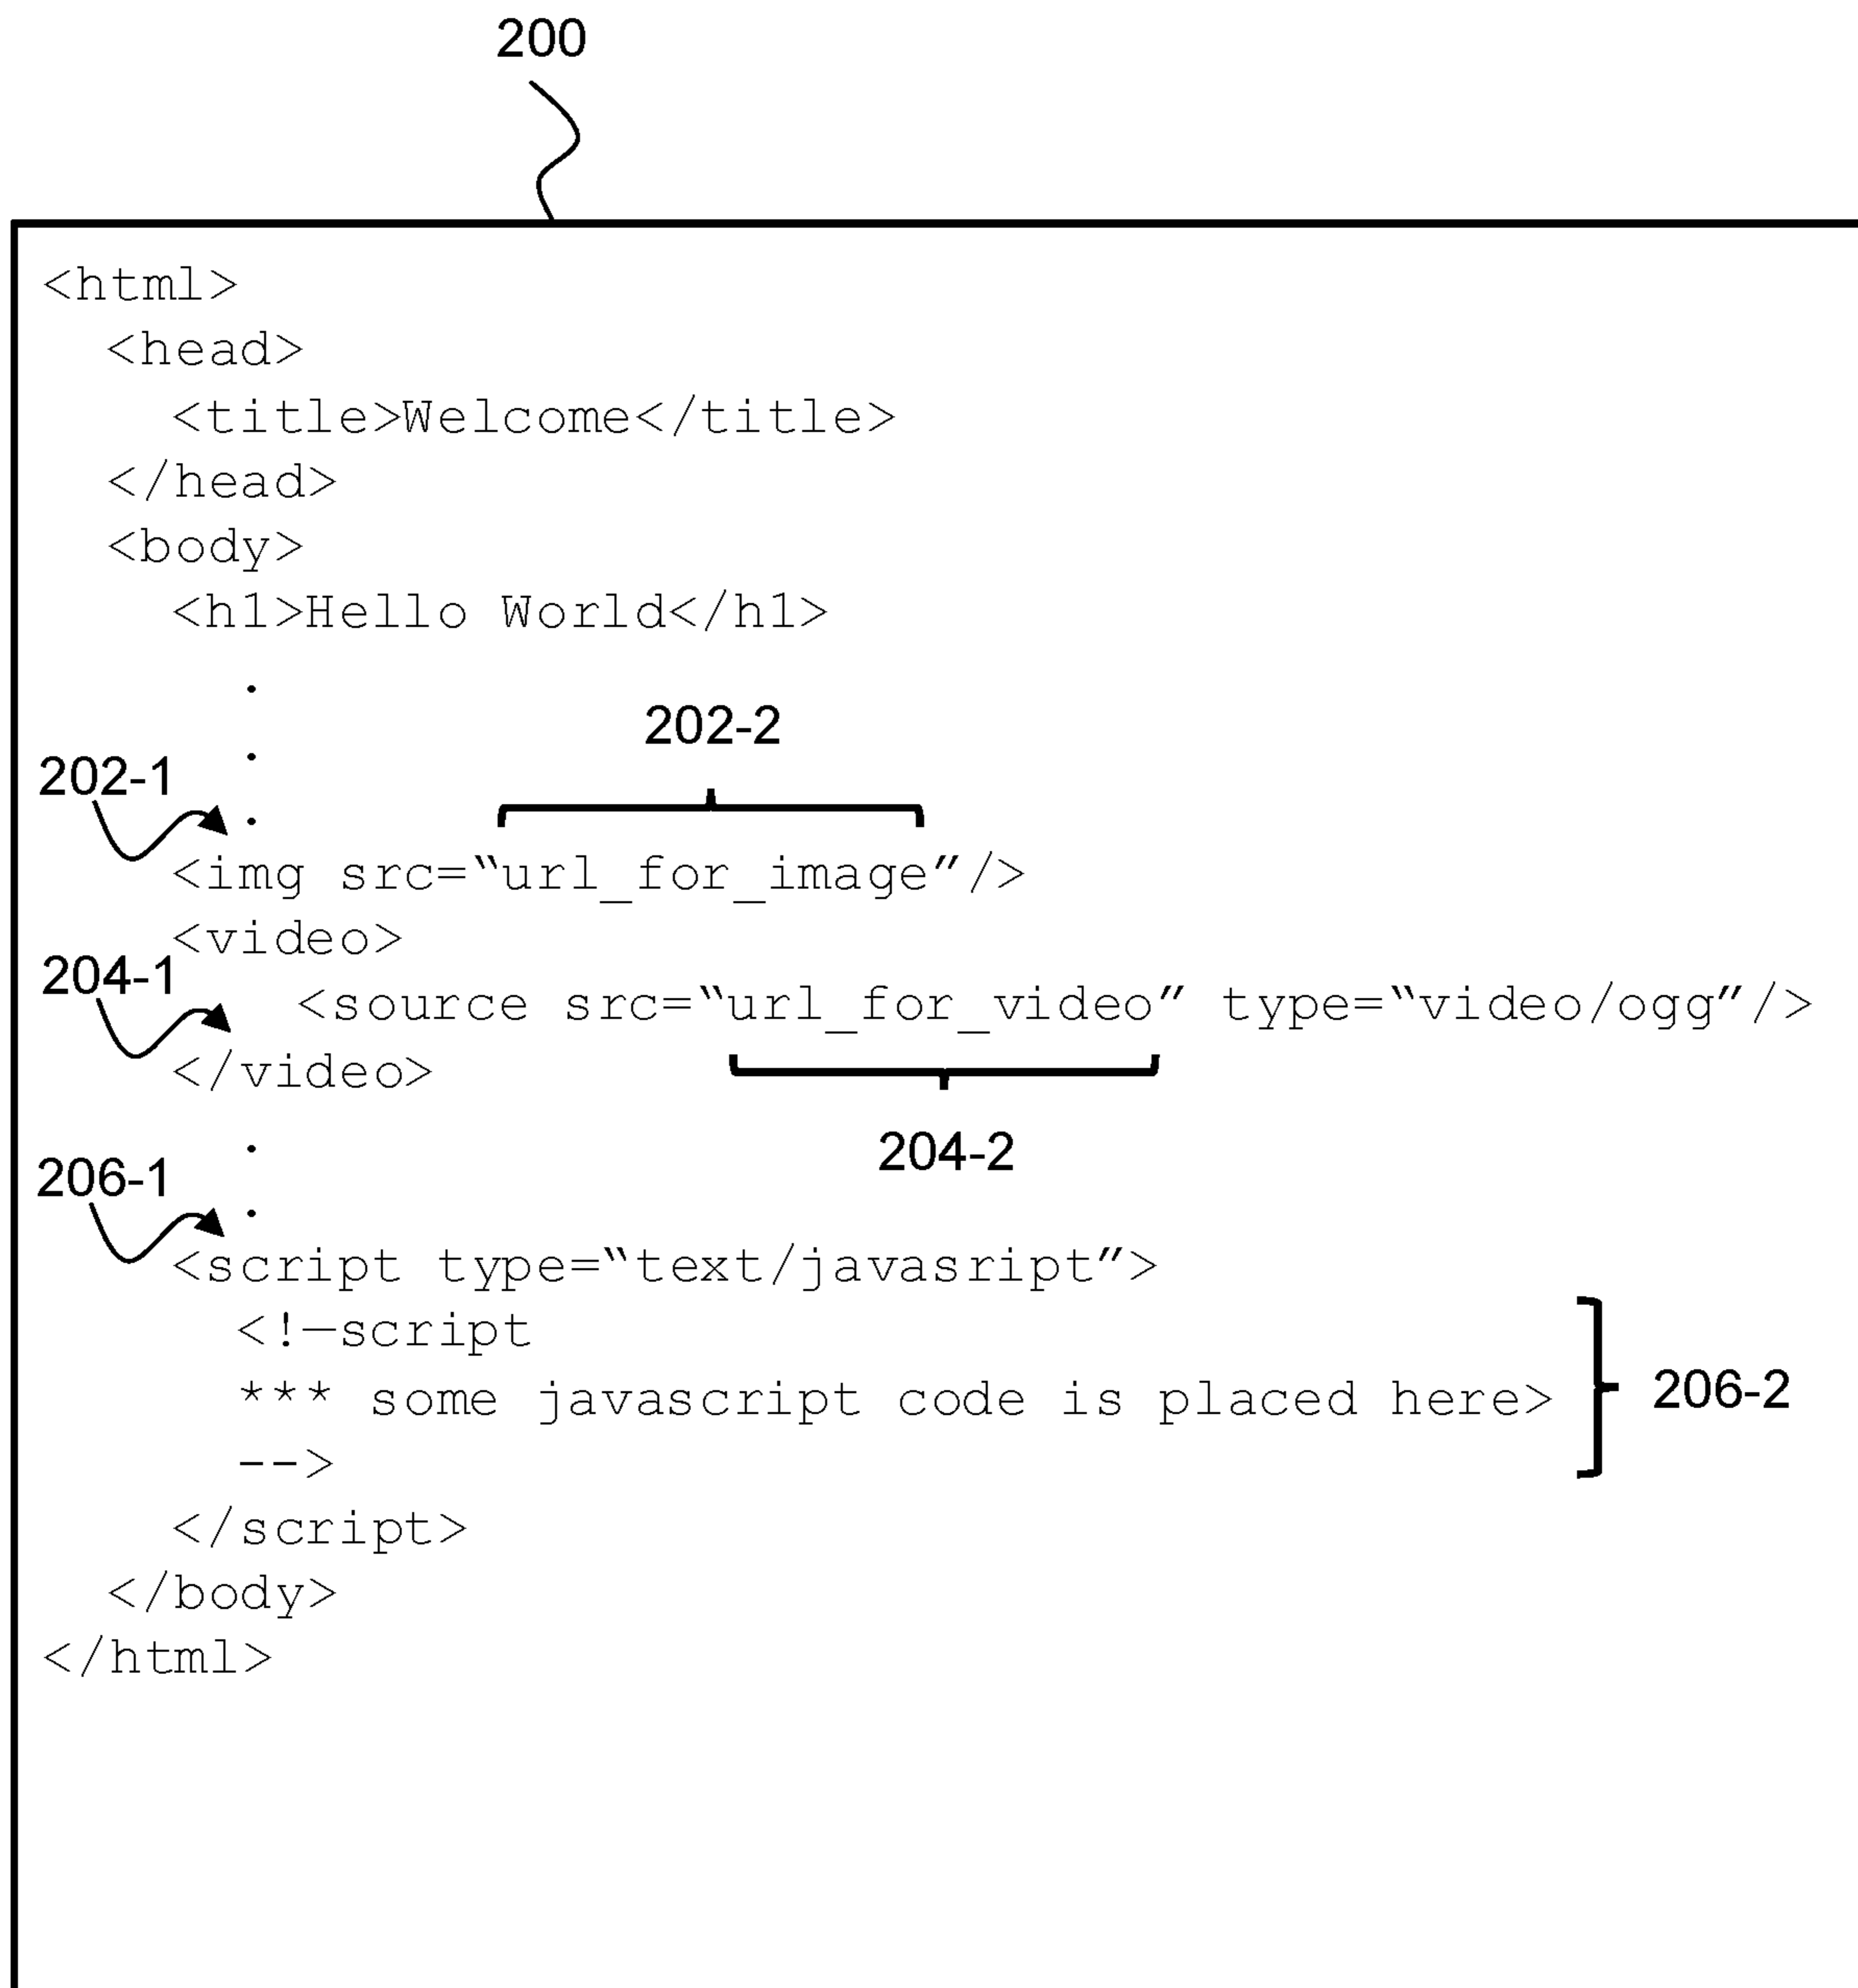 200
<html>
<head>
<title>Welcome</title>
</head>
<body>
<h1>Hello World</h1>
.
202-2
202-1
.
.
<img src=“url_for_image”/>
<video>
204-1
<source src=“url_for_video” type=“video/ogg”/>
</video>
.
204-2
206-1
.
<script type=“text/javasript”>
<!—script
*** some javascript code is placed here>
206-2
-->
</script>
</body>
</html>